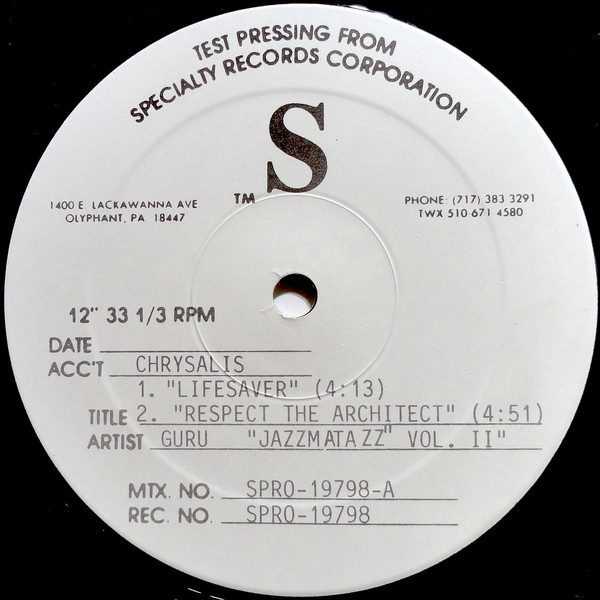 TEST PRESSING FROM
SPECIALTY RECORDS CORPORATION
S
TM
1400 E. LACKAWANNA AVE
OLYPHANT, PA 18447
PHONE (717) 383 3291
TWX 510-671 4580
12" 33 1/3 RPM
DATE
ACC'T CHRYSALIS
1. "LIFESAVER" (4:13)
TITLE 2. "RESPECT THE ARCHITECT" (4:51)
ARTIST GURU "JAZZMATAZZ" VOL. II"
MTX. NO. SPRO-19798-A
REC. NO. SPRO-19798